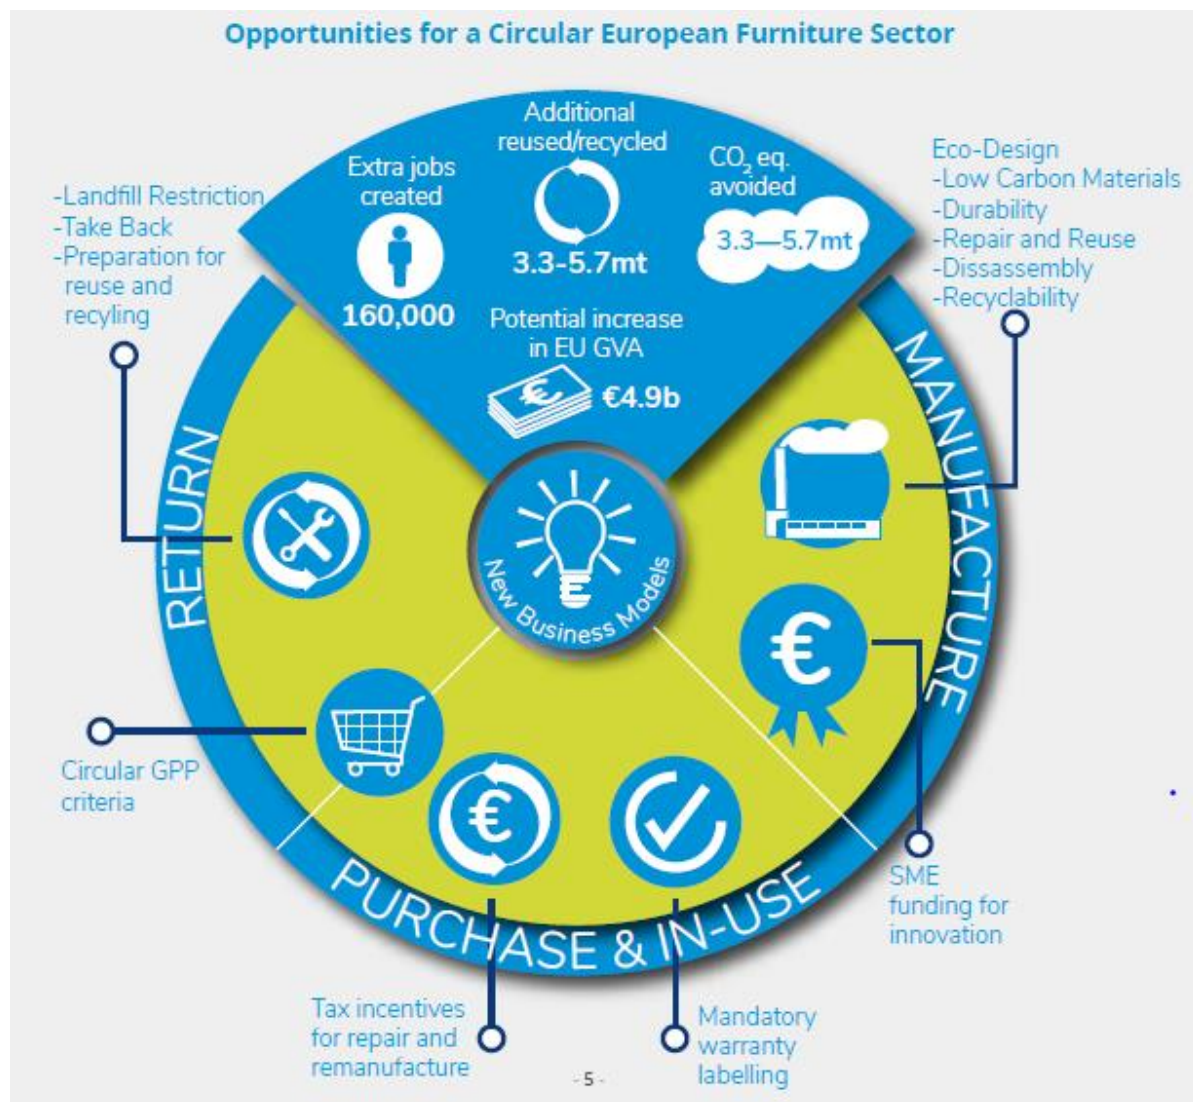 Opportunities for a Circular European Furniture Sector
Extra jobs
created
160,000
Additional
reused/recycled
3.3-5.7mt
CO₂ eq.
avoided
3.3—5.7mt
Potential increase
in EU GVA
€4.9b
-Landfill Restriction
-Take Back
-Preparation for
reuse and
recyling
Eco-Design
-Low Carbon Materials
-Durability
-Repair and Reuse
-Dissassembly
-Recyclability
RETURN
MANUFACTURE
New Business Models
€
Circular GPP
criteria
€
SME
funding for
innovation
PURCHASE & IN-USE
Tax incentives
for repair and
remanufacture
Mandatory
warranty
labelling
- 5 -